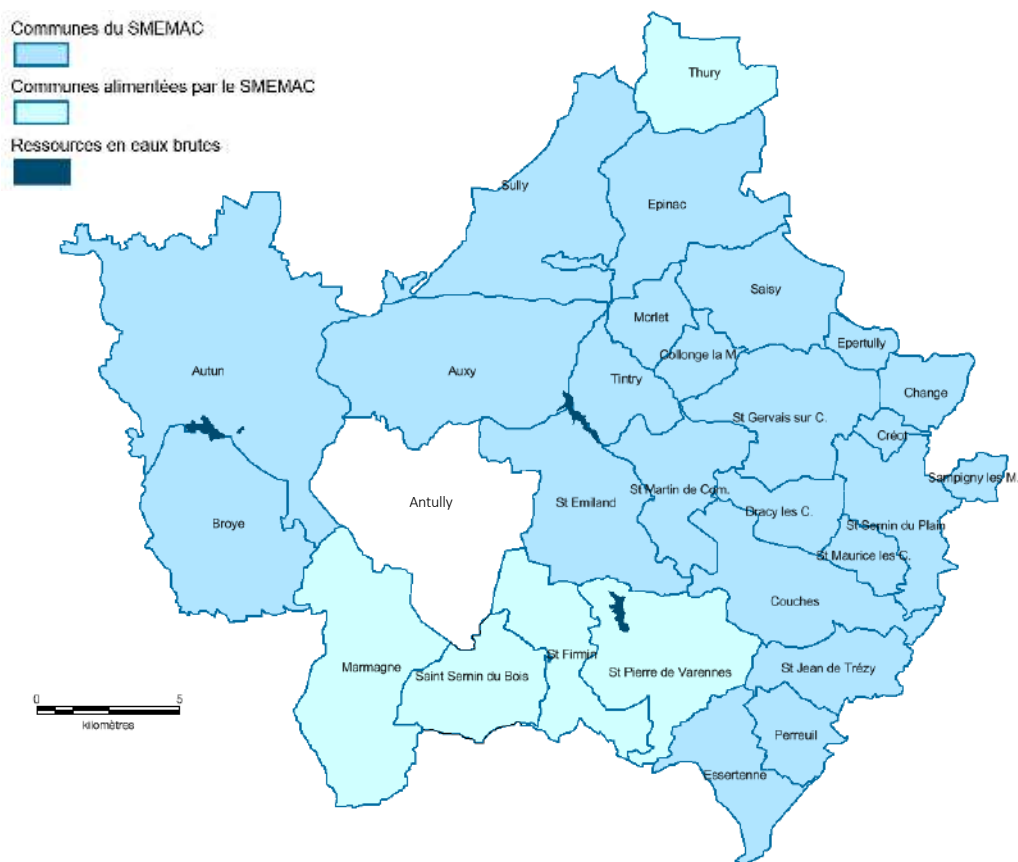 Communes du SMEMAC
Communes alimentées par le SMEMAC
Ressources en eaux brutes
Thury
Sully
Epinac
Saisy
Morlet
Epertully
Collonge la M.
Autun
Auxy
Tintry
Change
St Gervais sur C.
Créot
Sampigny les M.
Antully
St Emiland
St Martin de Com.
Dracy les C.
St Sernin du Plain
Broye
St Maurice les C.
Couches
Marmagne
Saint Sernin du Bois
St Firmin
St Pierre de Varennes
St Jean de Trézy
0 5
kilomètres
Perreuil
Essertenne